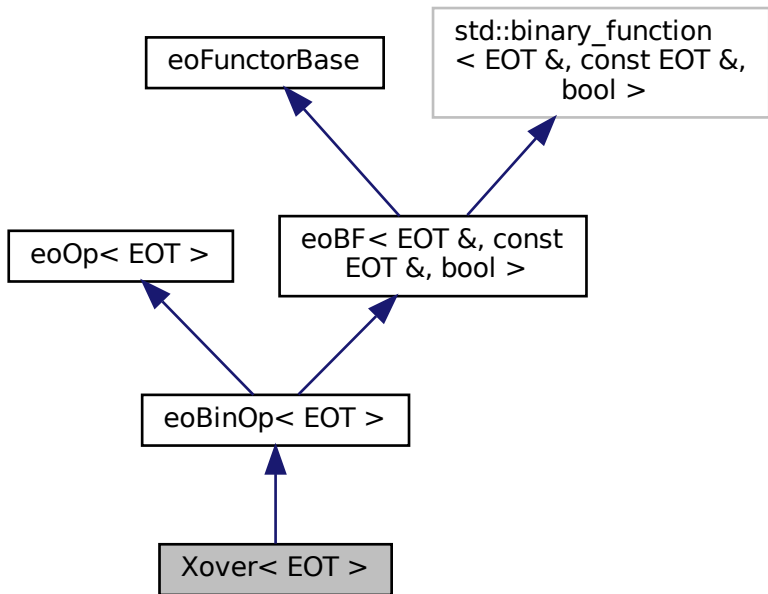 std::binary_function
< EOT &, const EOT &,
bool >
eoFunctorBase
eoBF< EOT &, const
EOT &, bool >
eoOp< EOT >
eoBinOp< EOT >
Xover< EOT >